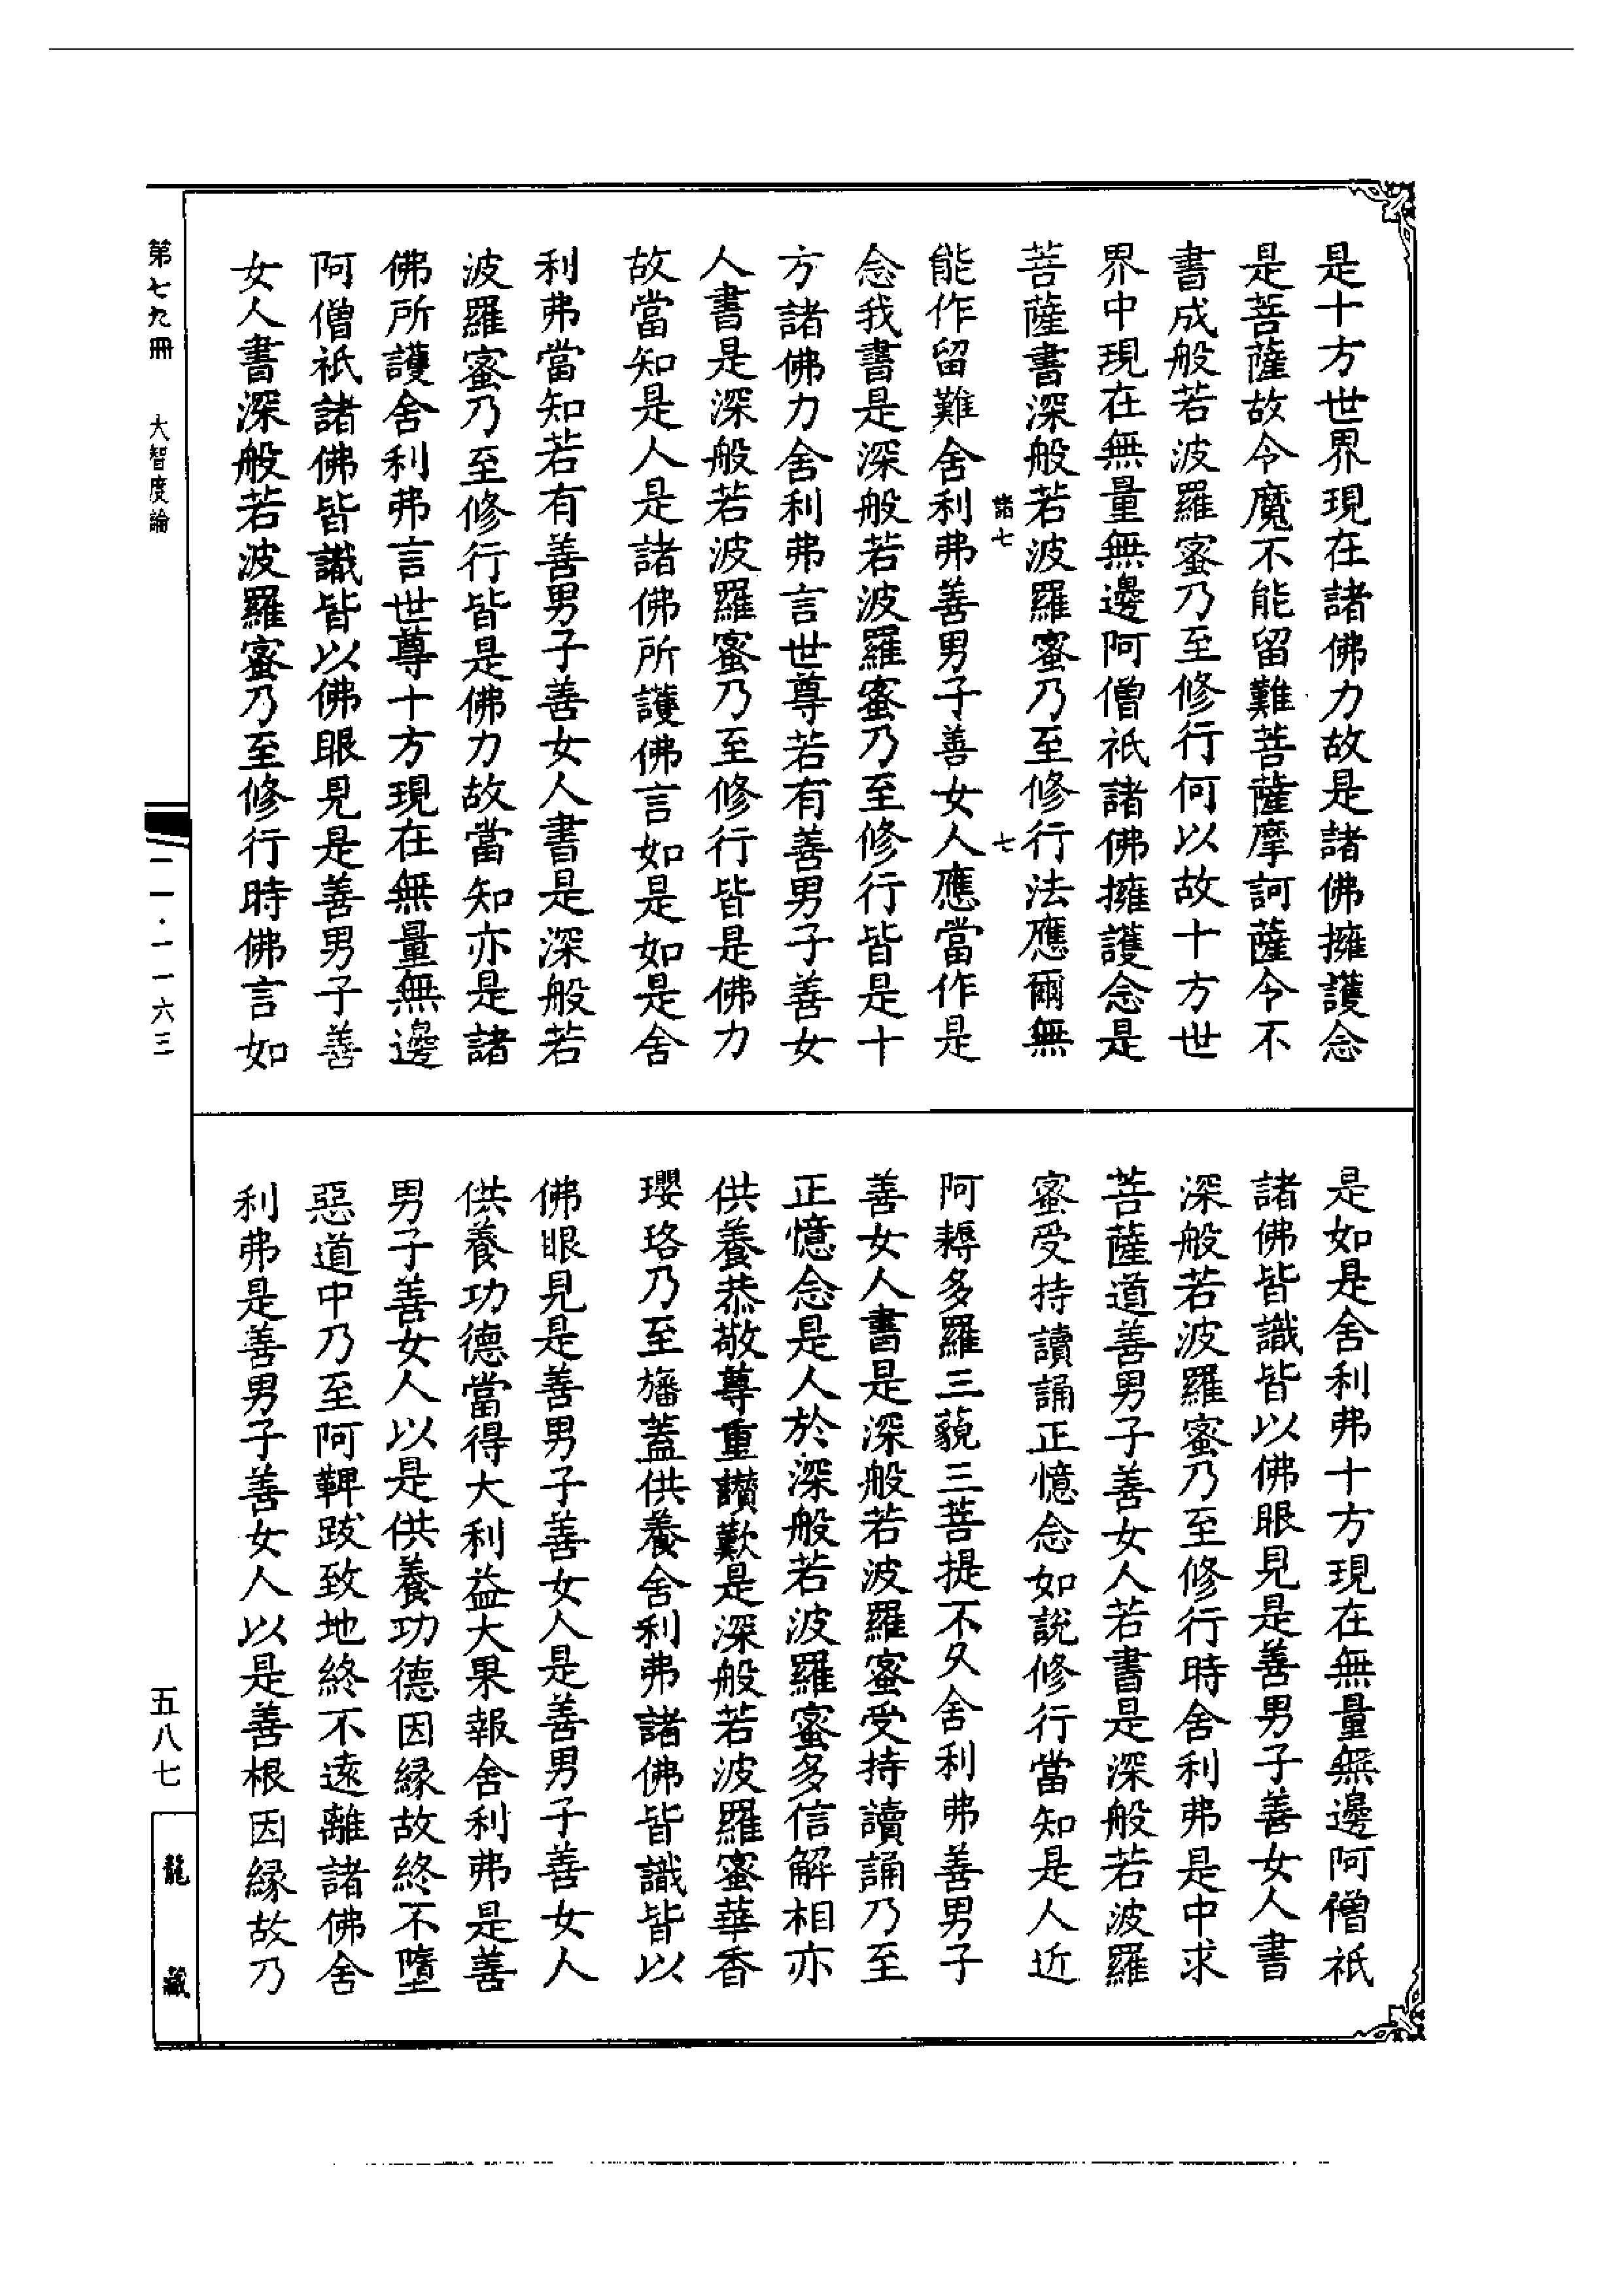 是十方世界現在諸佛力故是諸佛擁護念
是菩薩故令魔不能留難菩薩摩訶薩令不
書成般若波羅蜜乃至修行何以故十方世
界中現在無量無邊阿僧祇諸佛擁護念是
菩薩書深般若波羅蜜乃至修行法應爾無
諸七 七
能作留難舍利弗善男子善女人應當作是
念我書是深般若波羅蜜乃至修行皆是十
方諸佛力舍利弗言世尊若有善男子善女
人書是深般若波羅蜜乃至修行皆是佛力
故當知是人是諸佛所護佛言如是如是舍
利弗當知若有善男子善女人書是深般若
波羅蜜乃至修行皆是佛力故當知亦是諸
佛所護舍利弗言世尊十方現在無量無邊
阿僧祇諸佛皆識皆以佛眼見是善男子善
女人書深般若波羅蜜乃至修行時佛言如
是如是舍利弗十方現在無量無邊阿僧祇
諸佛皆識皆以佛眼見是善男子善女人書
深般若波羅蜜乃至修行時舍利弗是中求
菩薩道善男子善女人若書是深般若波羅
蜜受持讀誦正憶念如說修行當知是人近
阿耨多羅三藐三菩提不久舍利弗善男子
善女人書是深般若波羅蜜受持讀誦乃至
正憶念是人於深般若波羅蜜多信解相亦
供養恭敬尊重讚歎是深般若波羅蜜華香
瓔珞乃至旛蓋供養舍利弗諸佛皆識皆以
佛眼見是善男子善女人是善男子善女人
供養功德當得大利益大果報舍利弗是善
男子善女人以是供養功德因緣故終不墮
惡道中乃至阿鞞跋致地終不遠離諸佛舍
利弗是善男子善女人以是善根因緣故乃
第七九冊 大智度論
一一·一一六三
五八七
龍藏